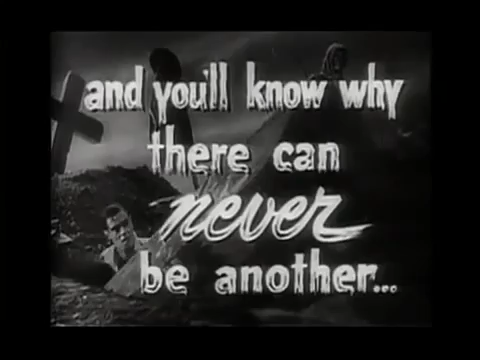 and you'll know why
there can
never
be another...